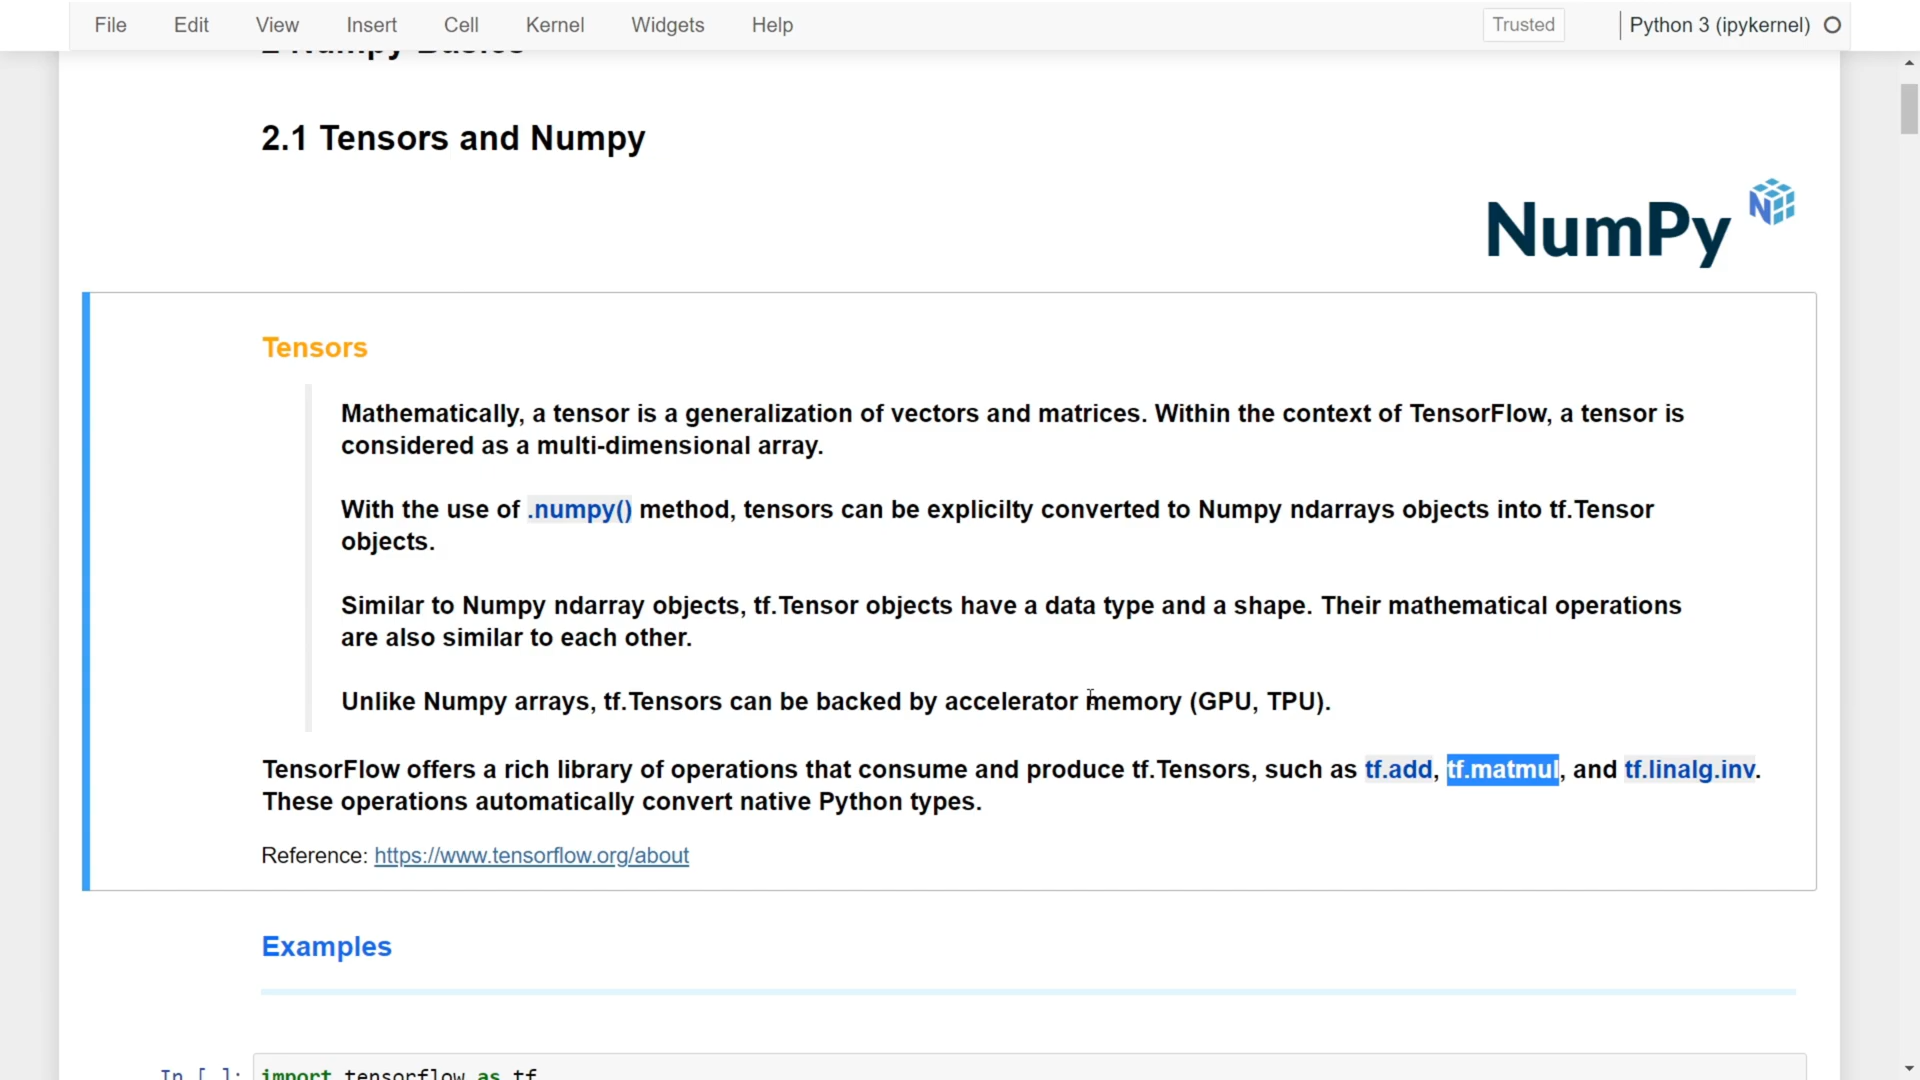 File Edit View Insert Cell Kernel Widgets Help Trusted Python 3 (ipykernel)
2 Numpy Basics
2.1 Tensors and Numpy
NumPy
Tensors
Mathematically, a tensor is a generalization of vectors and matrices. Within the context of TensorFlow, a tensor is
considered as a multi-dimensional array.
With the use of .numpy() method, tensors can be explicilty converted to Numpy ndarrays objects into tf.Tensor
objects.
Similar to Numpy ndarray objects, tf.Tensor objects have a data type and a shape. Their mathematical operations
are also similar to each other.
Unlike Numpy arrays, tf.Tensors can be backed by accelerator memory (GPU, TPU).
TensorFlow offers a rich library of operations that consume and produce tf.Tensors, such as tf.add, tf.matmul, and tf.linalg.inv.
These operations automatically convert native Python types.
Reference: https://www.tensorflow.org/about
Examples
In [ ]: import tensorflow as tf